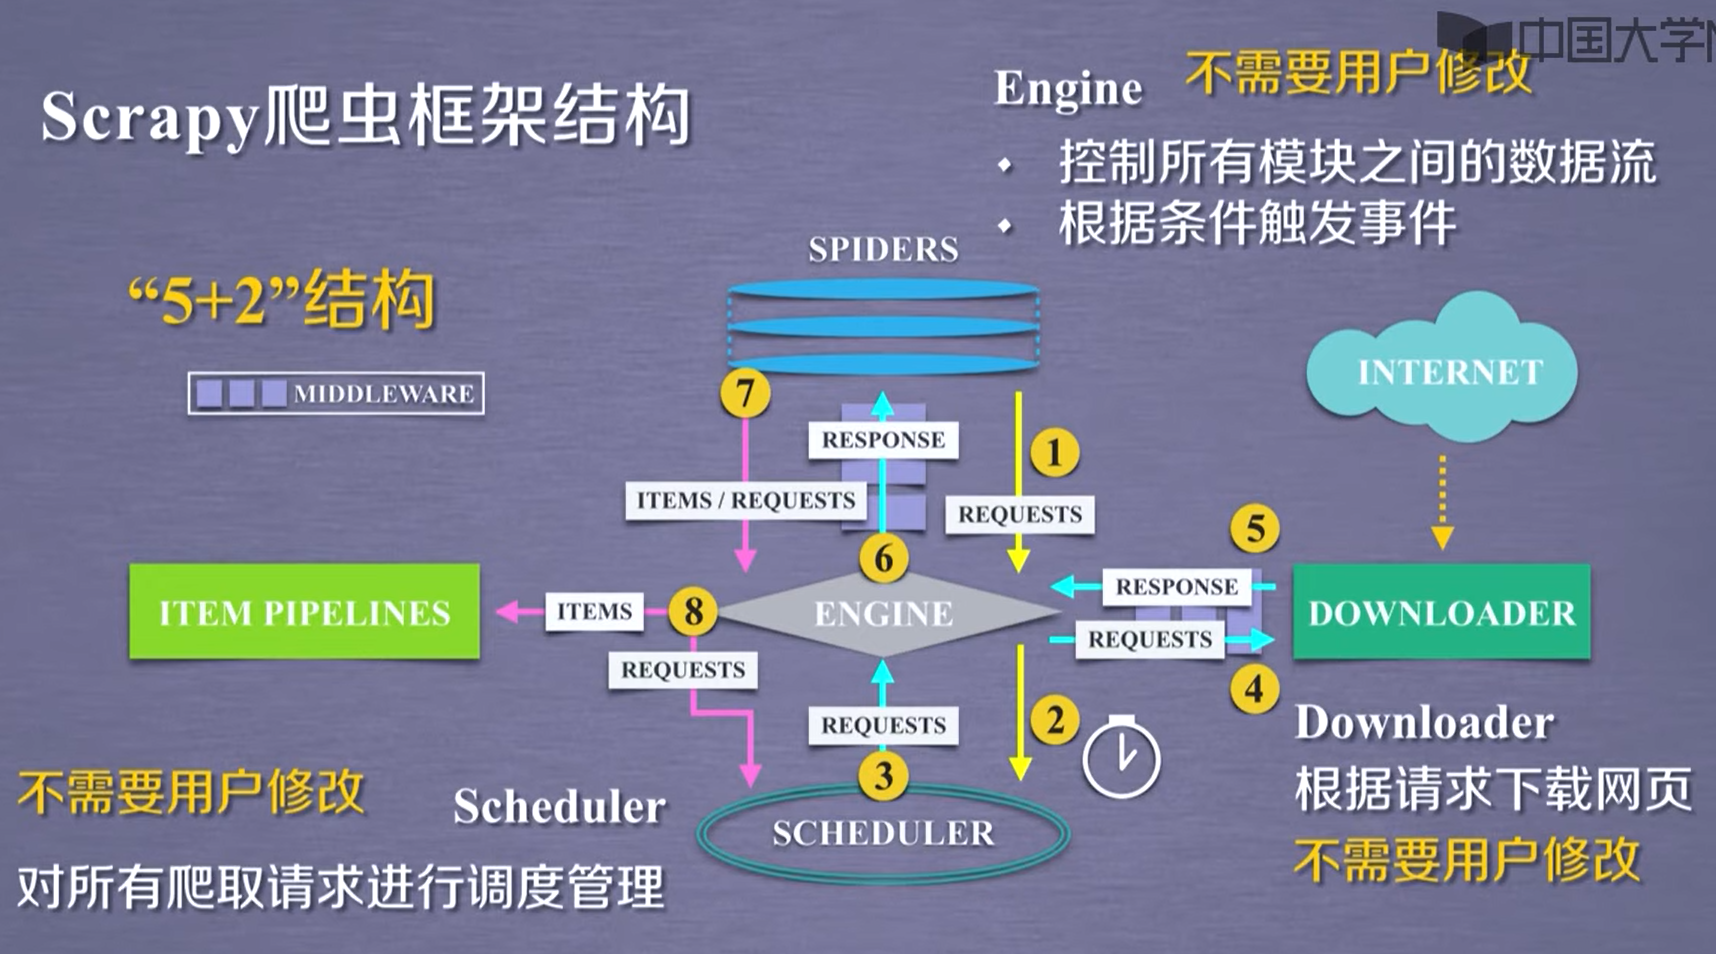 中国大学M
Scrapy爬虫框架结构
Engine 不需要用户修改
• 控制所有模块之间的数据流
• 根据条件触发事件
SPIDERS
“5+2”结构
MIDDLEWARE
INTERNET
7
RESPONSE
1
ITEMS / REQUESTS
REQUESTS
5
6
RESPONSE
ITEM PIPELINES
ITEMS
8
ENGINE
DOWNLOADER
REQUESTS
REQUESTS
4
REQUESTS
2
3
Downloader
根据请求下载网页
不需要用户修改
不需要用户修改
Scheduler
SCHEDULER
对所有爬取请求进行调度管理